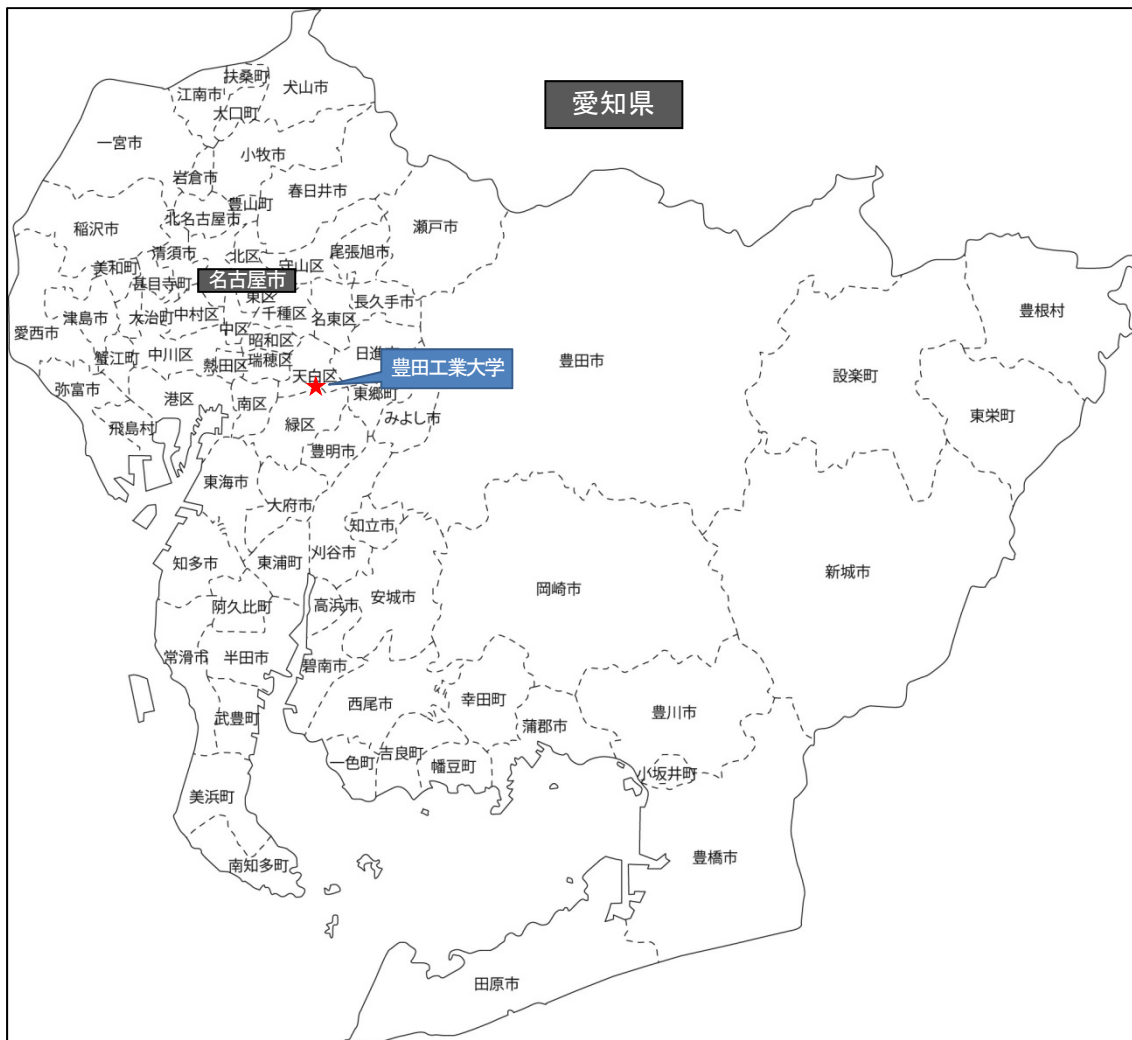 愛知県
扶桑町
犬山市
江南市
大口町
一宮市
小牧市
岩倉市
春日井市
豊山町
北名古屋市
瀬戸市
稲沢市
清須市
北区
尾張旭市
守山区
美和町
甚目寺町
名古屋市
東区
長久手市
豊根村
津島市
大治町
中村区
千種区
名東区
中区
愛西市
昭和区
蟹江町
中川区
熱田区
瑞穂区
日進
豊田市
豊田工業大学
設楽町
弥富市
天白区
港区
南区
東郷町
東栄町
飛島村
緑区
みよし市
豊明市
東海市
大府市
知立市
知多市
東浦町
刈谷市
新城市
岡崎市
阿久比町
高浜市
安城市
常滑市
半田市
碧南市
西尾市
幸田町
武豊町
蒲郡市
豊川市
一色町
吉良町
幡豆町
小坂井町
美浜町
南知多町
豊橋市
田原市